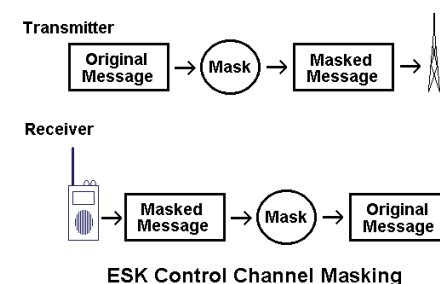 Transmitter
Original
Message
Mask
Masked
Message
Receiver
Masked
Message
Mask
Original
Message
ESK Control Channel Masking